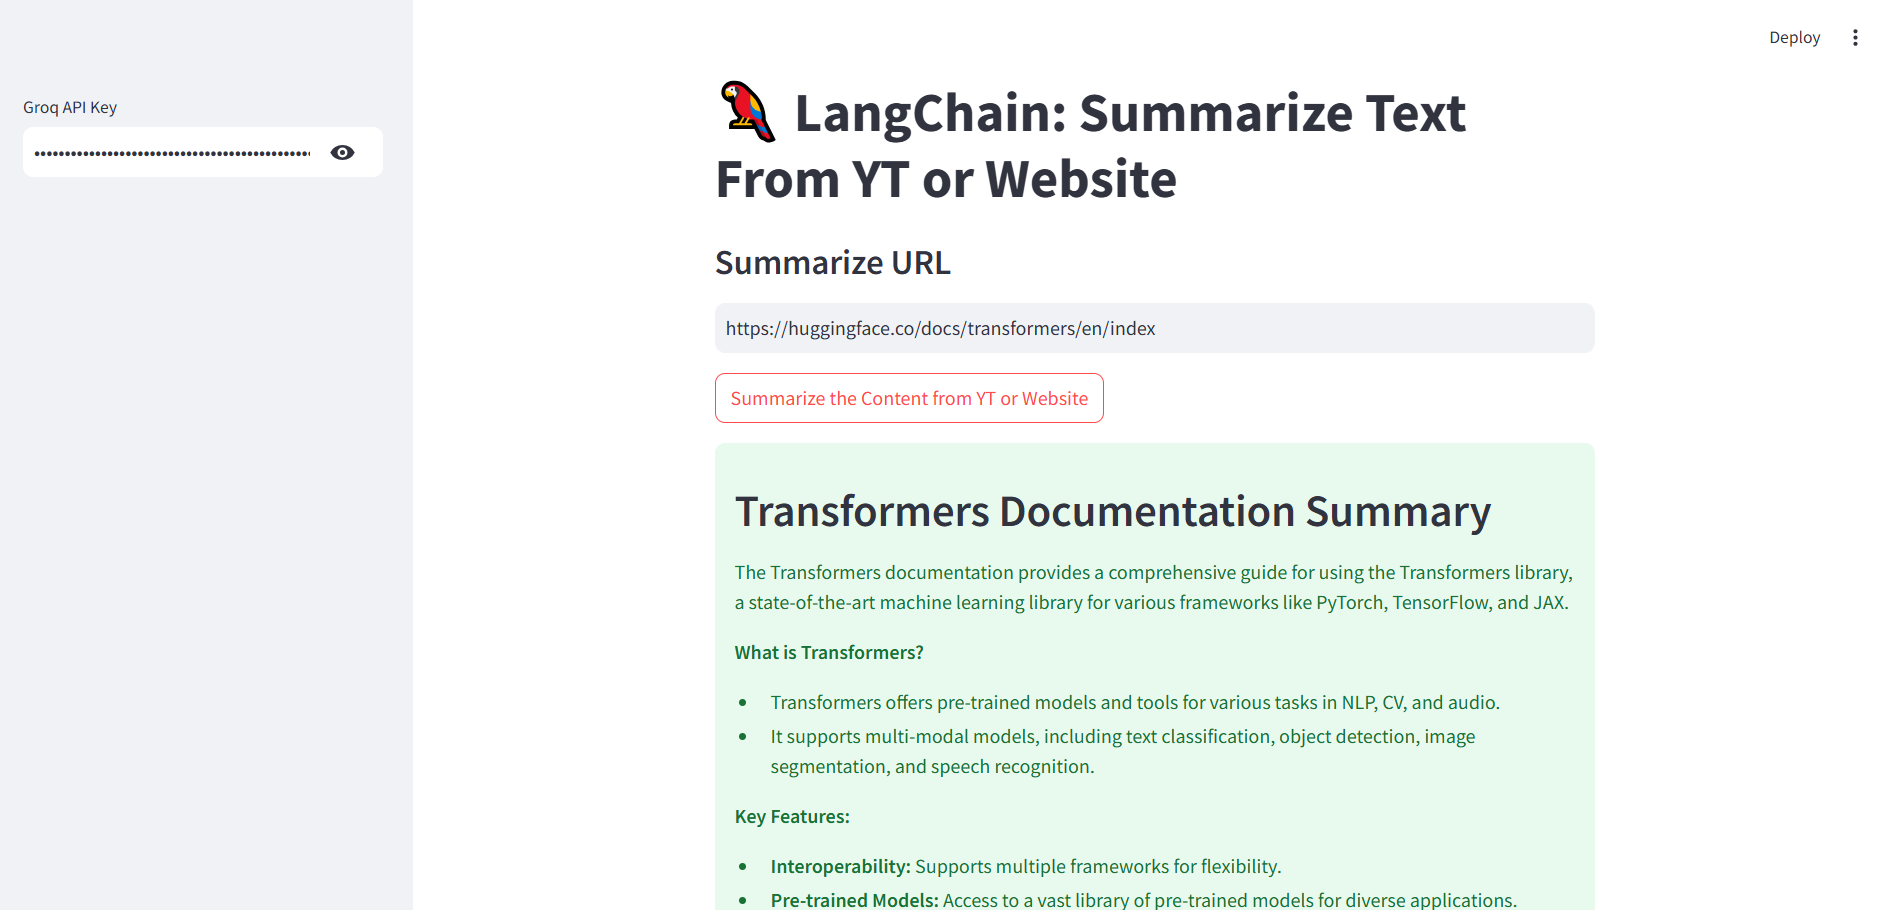 Deploy
Groq API Key
LangChain: Summarize Text
From YT or Website
Summarize URL
https://huggingface.co/docs/transformers/en/index
Summarize the Content from YT or Website
Transformers Documentation Summary
The Transformers documentation provides a comprehensive guide for using the Transformers library,
a state-of-the-art machine learning library for various frameworks like PyTorch, TensorFlow, and JAX.
What is Transformers?
• Transformers offers pre-trained models and tools for various tasks in NLP, CV, and audio.
• It supports multi-modal models, including text classification, object detection, image
segmentation, and speech recognition.
Key Features:
• Interoperability: Supports multiple frameworks for flexibility.
• Pre-trained Models: Access to a vast library of pre-trained models for diverse applications.